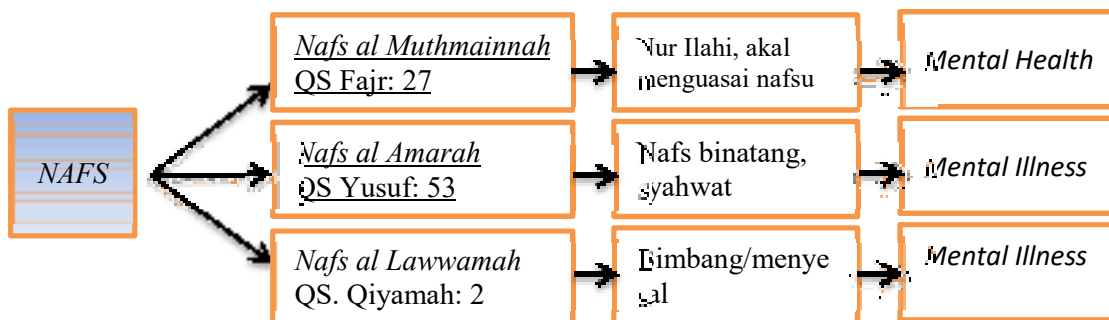 NAFS
Nafs al Muthmainnah
QS Fajr: 27
Nur Ilahi, akal
menguasai nafsu
Mental Health
Nafs al Amarah
QS Yusuf: 53
Nafs binatang,
syahwat
Mental Illness
Nafs al Lawwamah
QS. Qiyamah: 2
Bimbang/menye
sal
Mental Illness